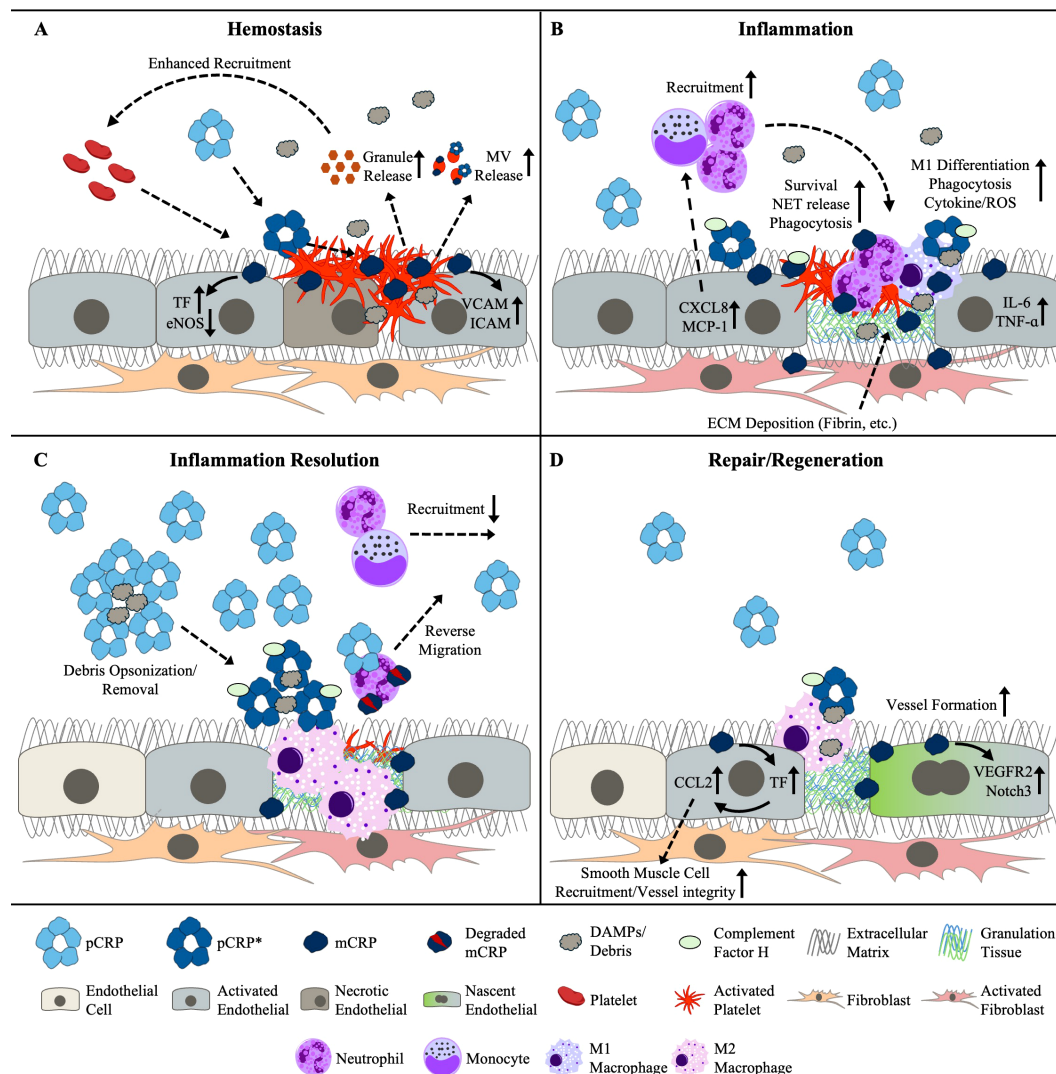 A
Hemostasis
Enhanced Recruitment
Granule
Release
MV
Release
TF
eNOS
VCAM
ICAM
B
Inflammation
Recruitment
Survival
NET release
Phagocytosis
M1 Differentiation
Phagocytosis
Cytokine/ROS
CXCL8
MCP-1
IL-6
TNF-α
ECM Deposition (Fibrin, etc.)
C
Inflammation Resolution
Recruitment
Reverse
Migration
Debris Opsonization/
Removal
D
Repair/Regeneration
Vessel Formation
CCL2
TF
VEGFR2
Notch3
Smooth Muscle Cell
Recruitment/Vessel integrity
pCRP
pCRP*
mCRP
Degraded
mCRP
DAMPs/
Debris
Complement
Factor H
Extracellular
Matrix
Granulation
Tissue
Endothelial
Cell
Activated
Endothelial
Necrotic
Endothelial
Nascent
Endothelial
Platelet
Activated
Platelet
Fibroblast
Activated
Fibroblast
Neutrophil
Monocyte
M1
Macrophage
M2
Macrophage